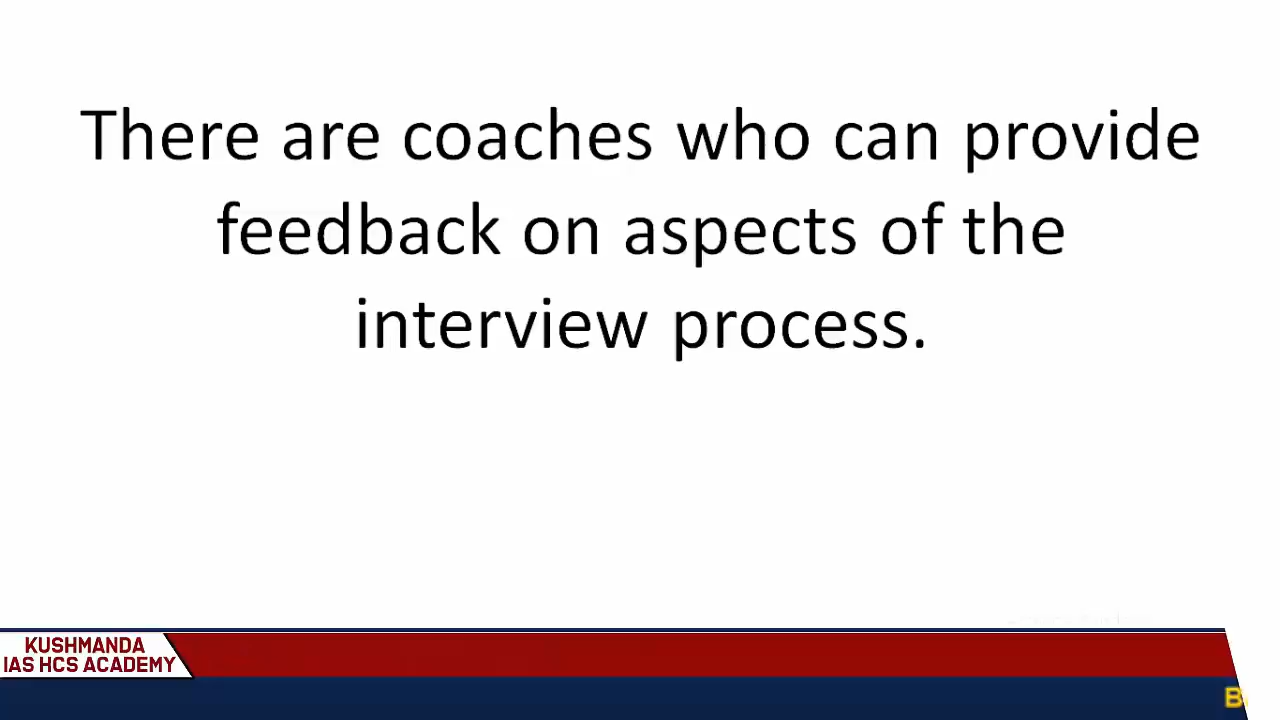 There are coaches who can provide
feedback on aspects of the
interview process.
KUSHMANDA
IAS HCS ACADEMY